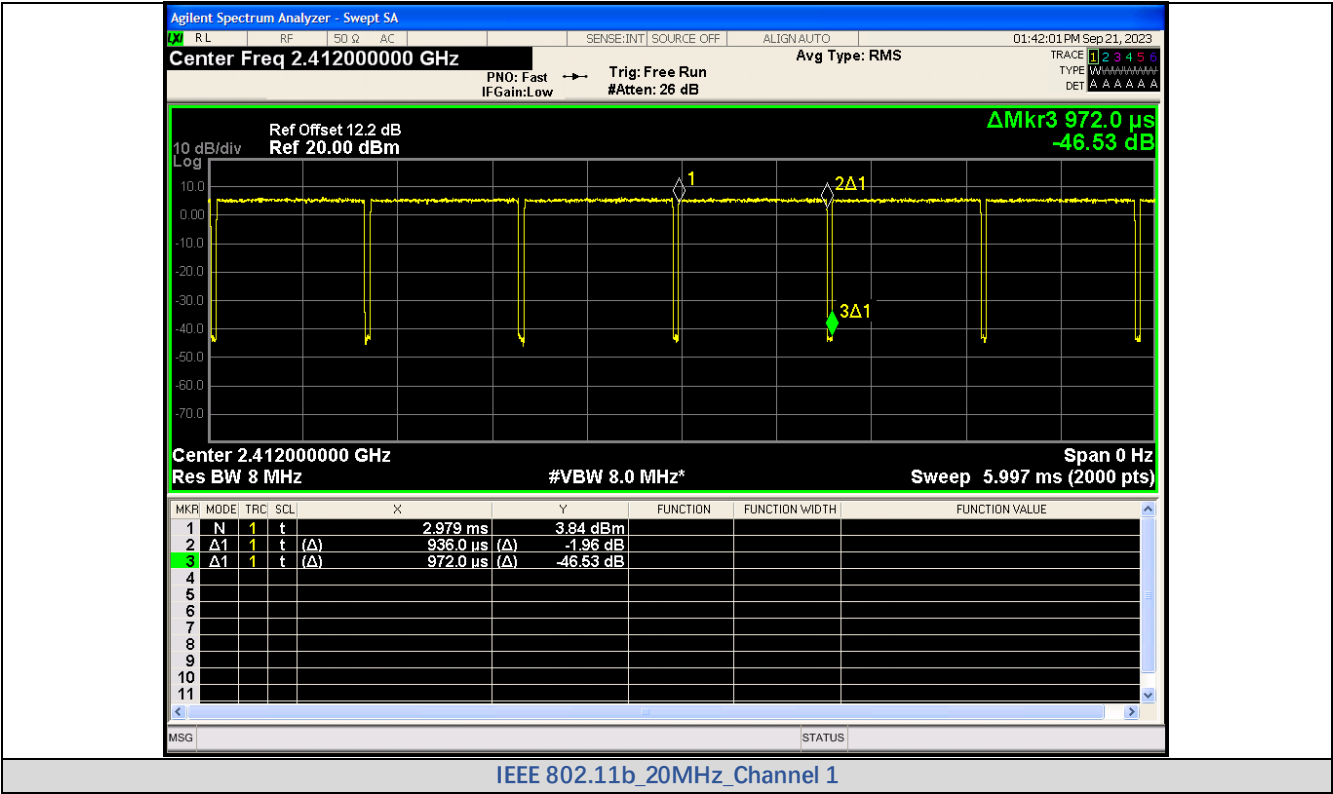 Agilent Spectrum Analyzer - Swept SA
LXI RL RF 50 Ω AC SENSE:INT SOURCE OFF ALIGNAUTO 01:42:01 PM Sep 21, 2023
Center Freq 2.412000000 GHz
PNO: Fast
IFGain:Low
Trig: Free Run
#Atten: 26 dB
Avg Type: RMS
TRACE 1 2 3 4 5 6
TYPE
DET A A A A A A
ΔMkr3 972.0 µs
-46.53 dB
Ref Offset 12.2 dB
10 dB/div Ref 20.00 dBm
Log
10.0
0.00
-10.0
-20.0
-30.0
-40.0
-50.0
-60.0
-70.0
1
2Δ1
3Δ1
Center 2.412000000 GHz Span 0 Hz
Res BW 8 MHz #VBW 8.0 MHz* Sweep 5.997 ms (2000 pts)
MKR MODE TRC SCL X Y FUNCTION FUNCTION WIDTH FUNCTION VALUE
1 N 1 t 2.979 ms 3.84 dBm
2 Δ1 1 t (Δ) 936.0 µs (Δ) -1.96 dB
3 Δ1 1 t (Δ) 972.0 µs (Δ) -46.53 dB
4
5
6
7
8
9
10
11
MSG STATUS
IEEE 802.11b_20MHz_Channel 1